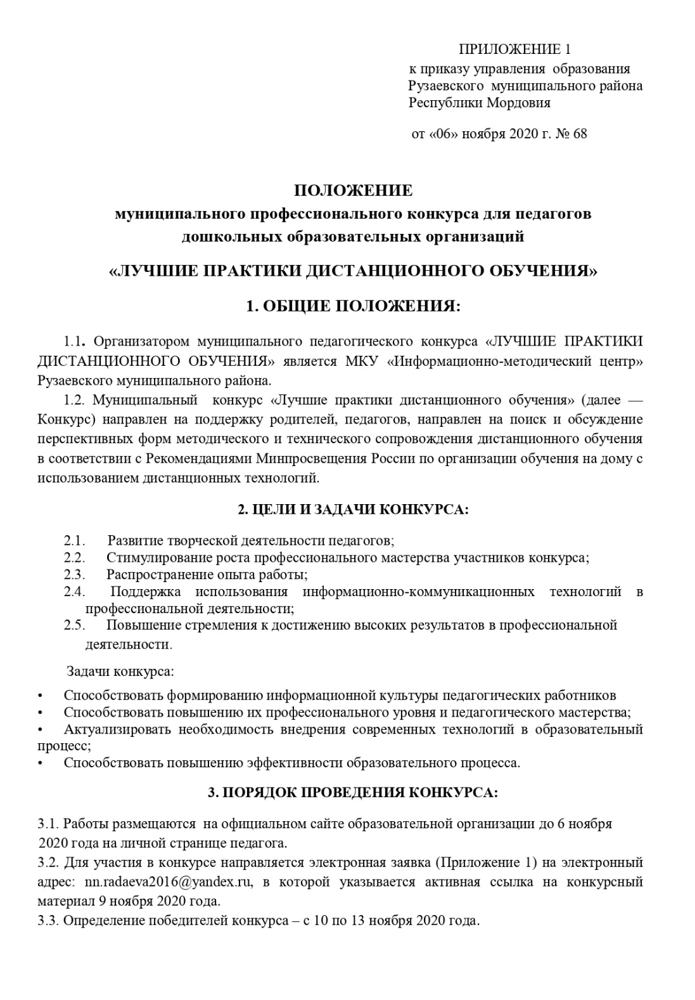 ПРИЛОЖЕНИЕ 1
к приказу управления образования
Рузаевского муниципального района
Республики Мордовия
от «06» ноября 2020 г. № 68
ПОЛОЖЕНИЕ
муниципального профессионального конкурса для педагогов
дошкольных образовательных организаций
«ЛУЧШИЕ ПРАКТИКИ ДИСТАНЦИОННОГО ОБУЧЕНИЯ»
1. ОБЩИЕ ПОЛОЖЕНИЯ:
1.1. Организатором муниципального педагогического конкурса «ЛУЧШИЕ ПРАКТИКИ
ДИСТАНЦИОННОГО ОБУЧЕНИЯ» является МКУ «Информационно-методический центр»
Рузаевского муниципального района.
1.2. Муниципальный конкурс «Лучшие практики дистанционного обучения» (далее —
Конкурс) направлен на поддержку родителей, педагогов, направлен на поиск и обсуждение
перспективных форм методического и технического сопровождения дистанционного обучения
в соответствии с Рекомендациями Минпросвещения России по организации обучения на дому с
использованием дистанционных технологий.
2. ЦЕЛИ И ЗАДАЧИ КОНКУРСА:
2.1. Развитие творческой деятельности педагогов;
2.2. Стимулирование роста профессионального мастерства участников конкурса;
2.3. Распространение опыта работы;
2.4. Поддержка использования информационно-коммуникационных технологий в
профессиональной деятельности;
2.5. Повышение стремления к достижению высоких результатов в профессиональной
деятельности.
Задачи конкурса:
• Способствовать формированию информационной культуры педагогических работников
• Способствовать повышению их профессионального уровня и педагогического мастерства;
• Актуализировать необходимость внедрения современных технологий в образовательный
процесс;
• Способствовать повышению эффективности образовательного процесса.
3. ПОРЯДОК ПРОВЕДЕНИЯ КОНКУРСА:
3.1. Работы размещаются на официальном сайте образовательной организации до 6 ноября
2020 года на личной странице педагога.
3.2. Для участия в конкурсе направляется электронная заявка (Приложение 1) на электронный
адрес: nn.radaeva2016@yandex.ru, в которой указывается активная ссылка на конкурсный
материал 9 ноября 2020 года.
3.3. Определение победителей конкурса – с 10 по 13 ноября 2020 года.